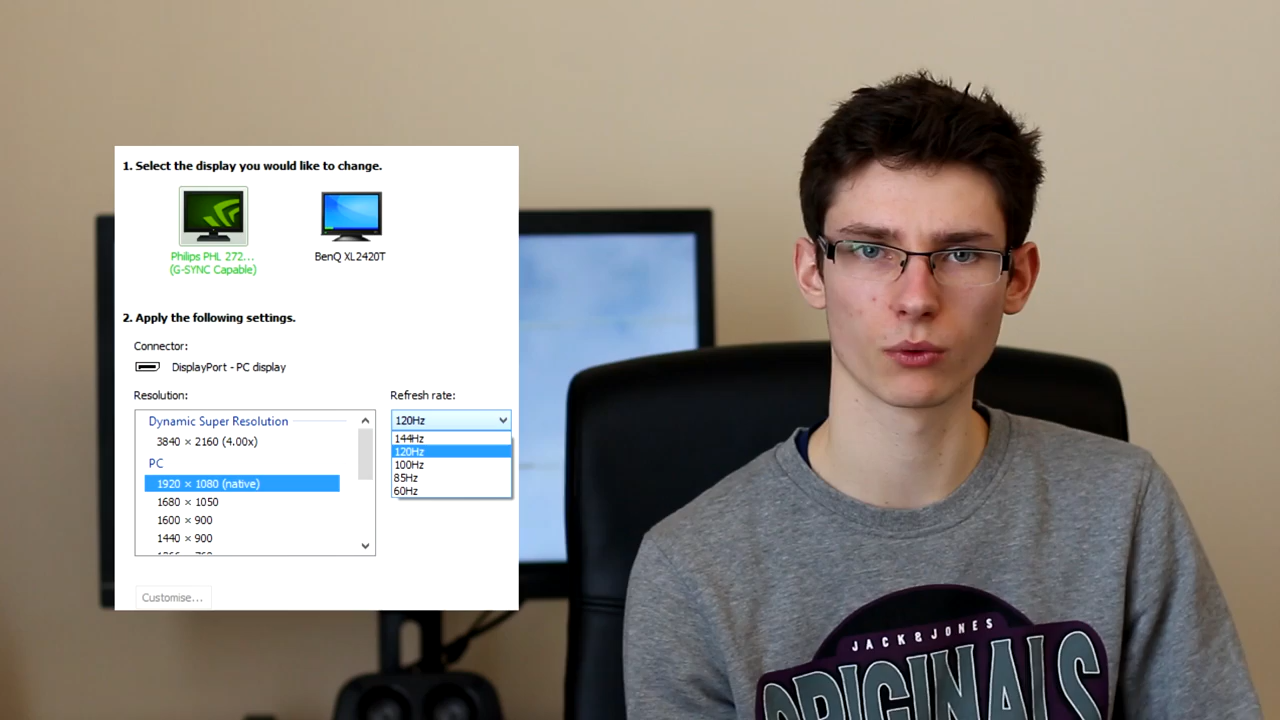 1. Select the display you would like to change.
Philips PHL 272...
(G-SYNC Capable)
BenQ XL2420T
2. Apply the following settings.
Connector:
DisplayPort - PC display
Resolution:
Refresh rate:
Dynamic Super Resolution
3840 × 2160 (4.00x)
PC
1920 × 1080 (native)
1680 × 1050
1600 × 900
1440 × 900
120Hz
144Hz
120Hz
100Hz
85Hz
60Hz
Customise...
JACK & JONES
ORIGINALS